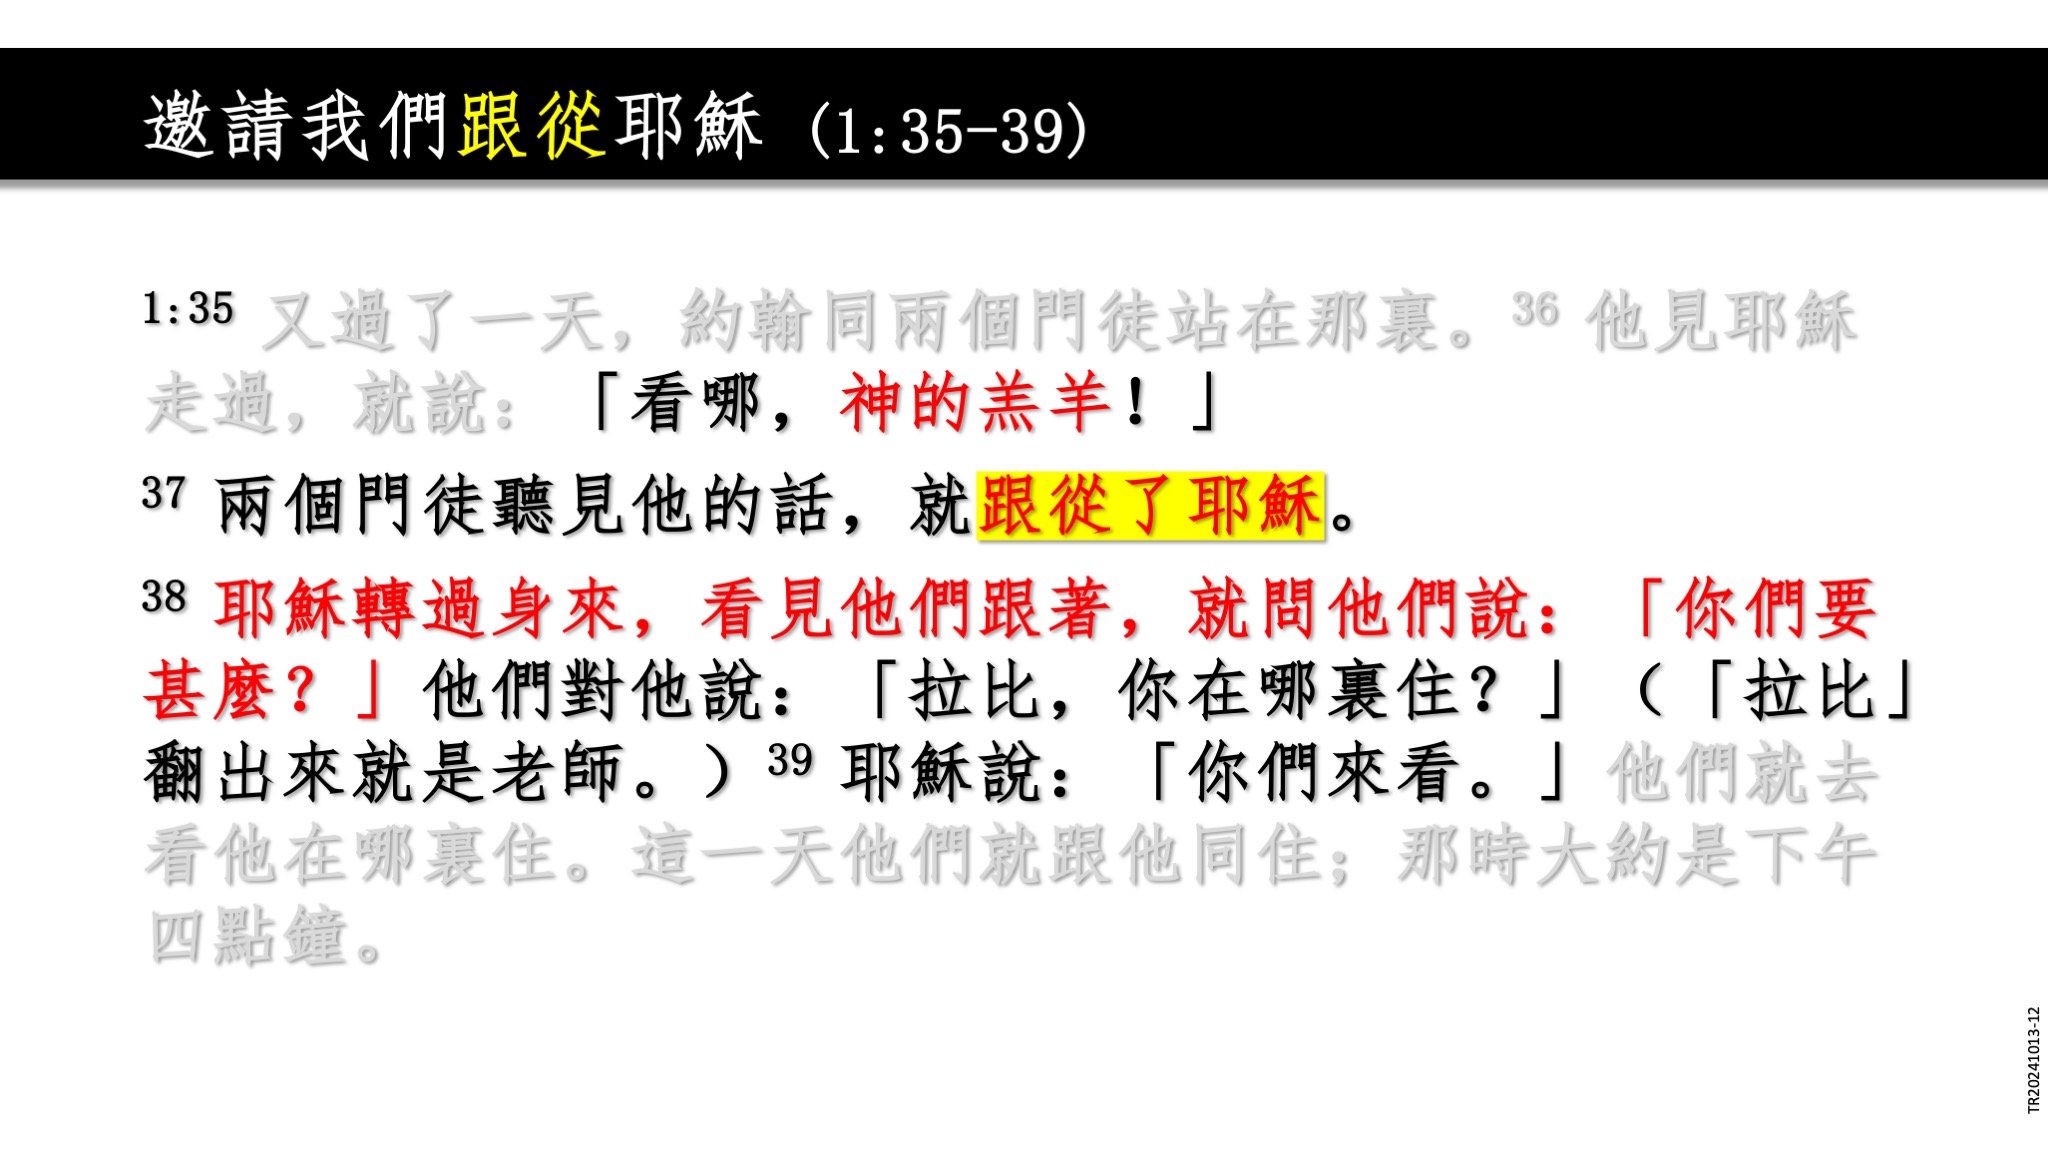 邀請我們跟從耶穌 (1:35-39)
1:35 又過了一天，約翰同兩個門徒站在那裏。36 他見耶穌
走過，就說：「看哪，神的羔羊！」
37 兩個門徒聽見他的話，就跟從了耶穌。
38 耶穌轉過身來，看見他們跟著，就問他們說：「你們要
甚麼？」他們對他說：「拉比，你在哪裏住？」（「拉比」
翻出來就是老師。）39 耶穌說：「你們來看。」他們就去
看他在哪裏住。這一天他們就跟他同住；那時大約是下午
四點鐘。
TR20241013-12